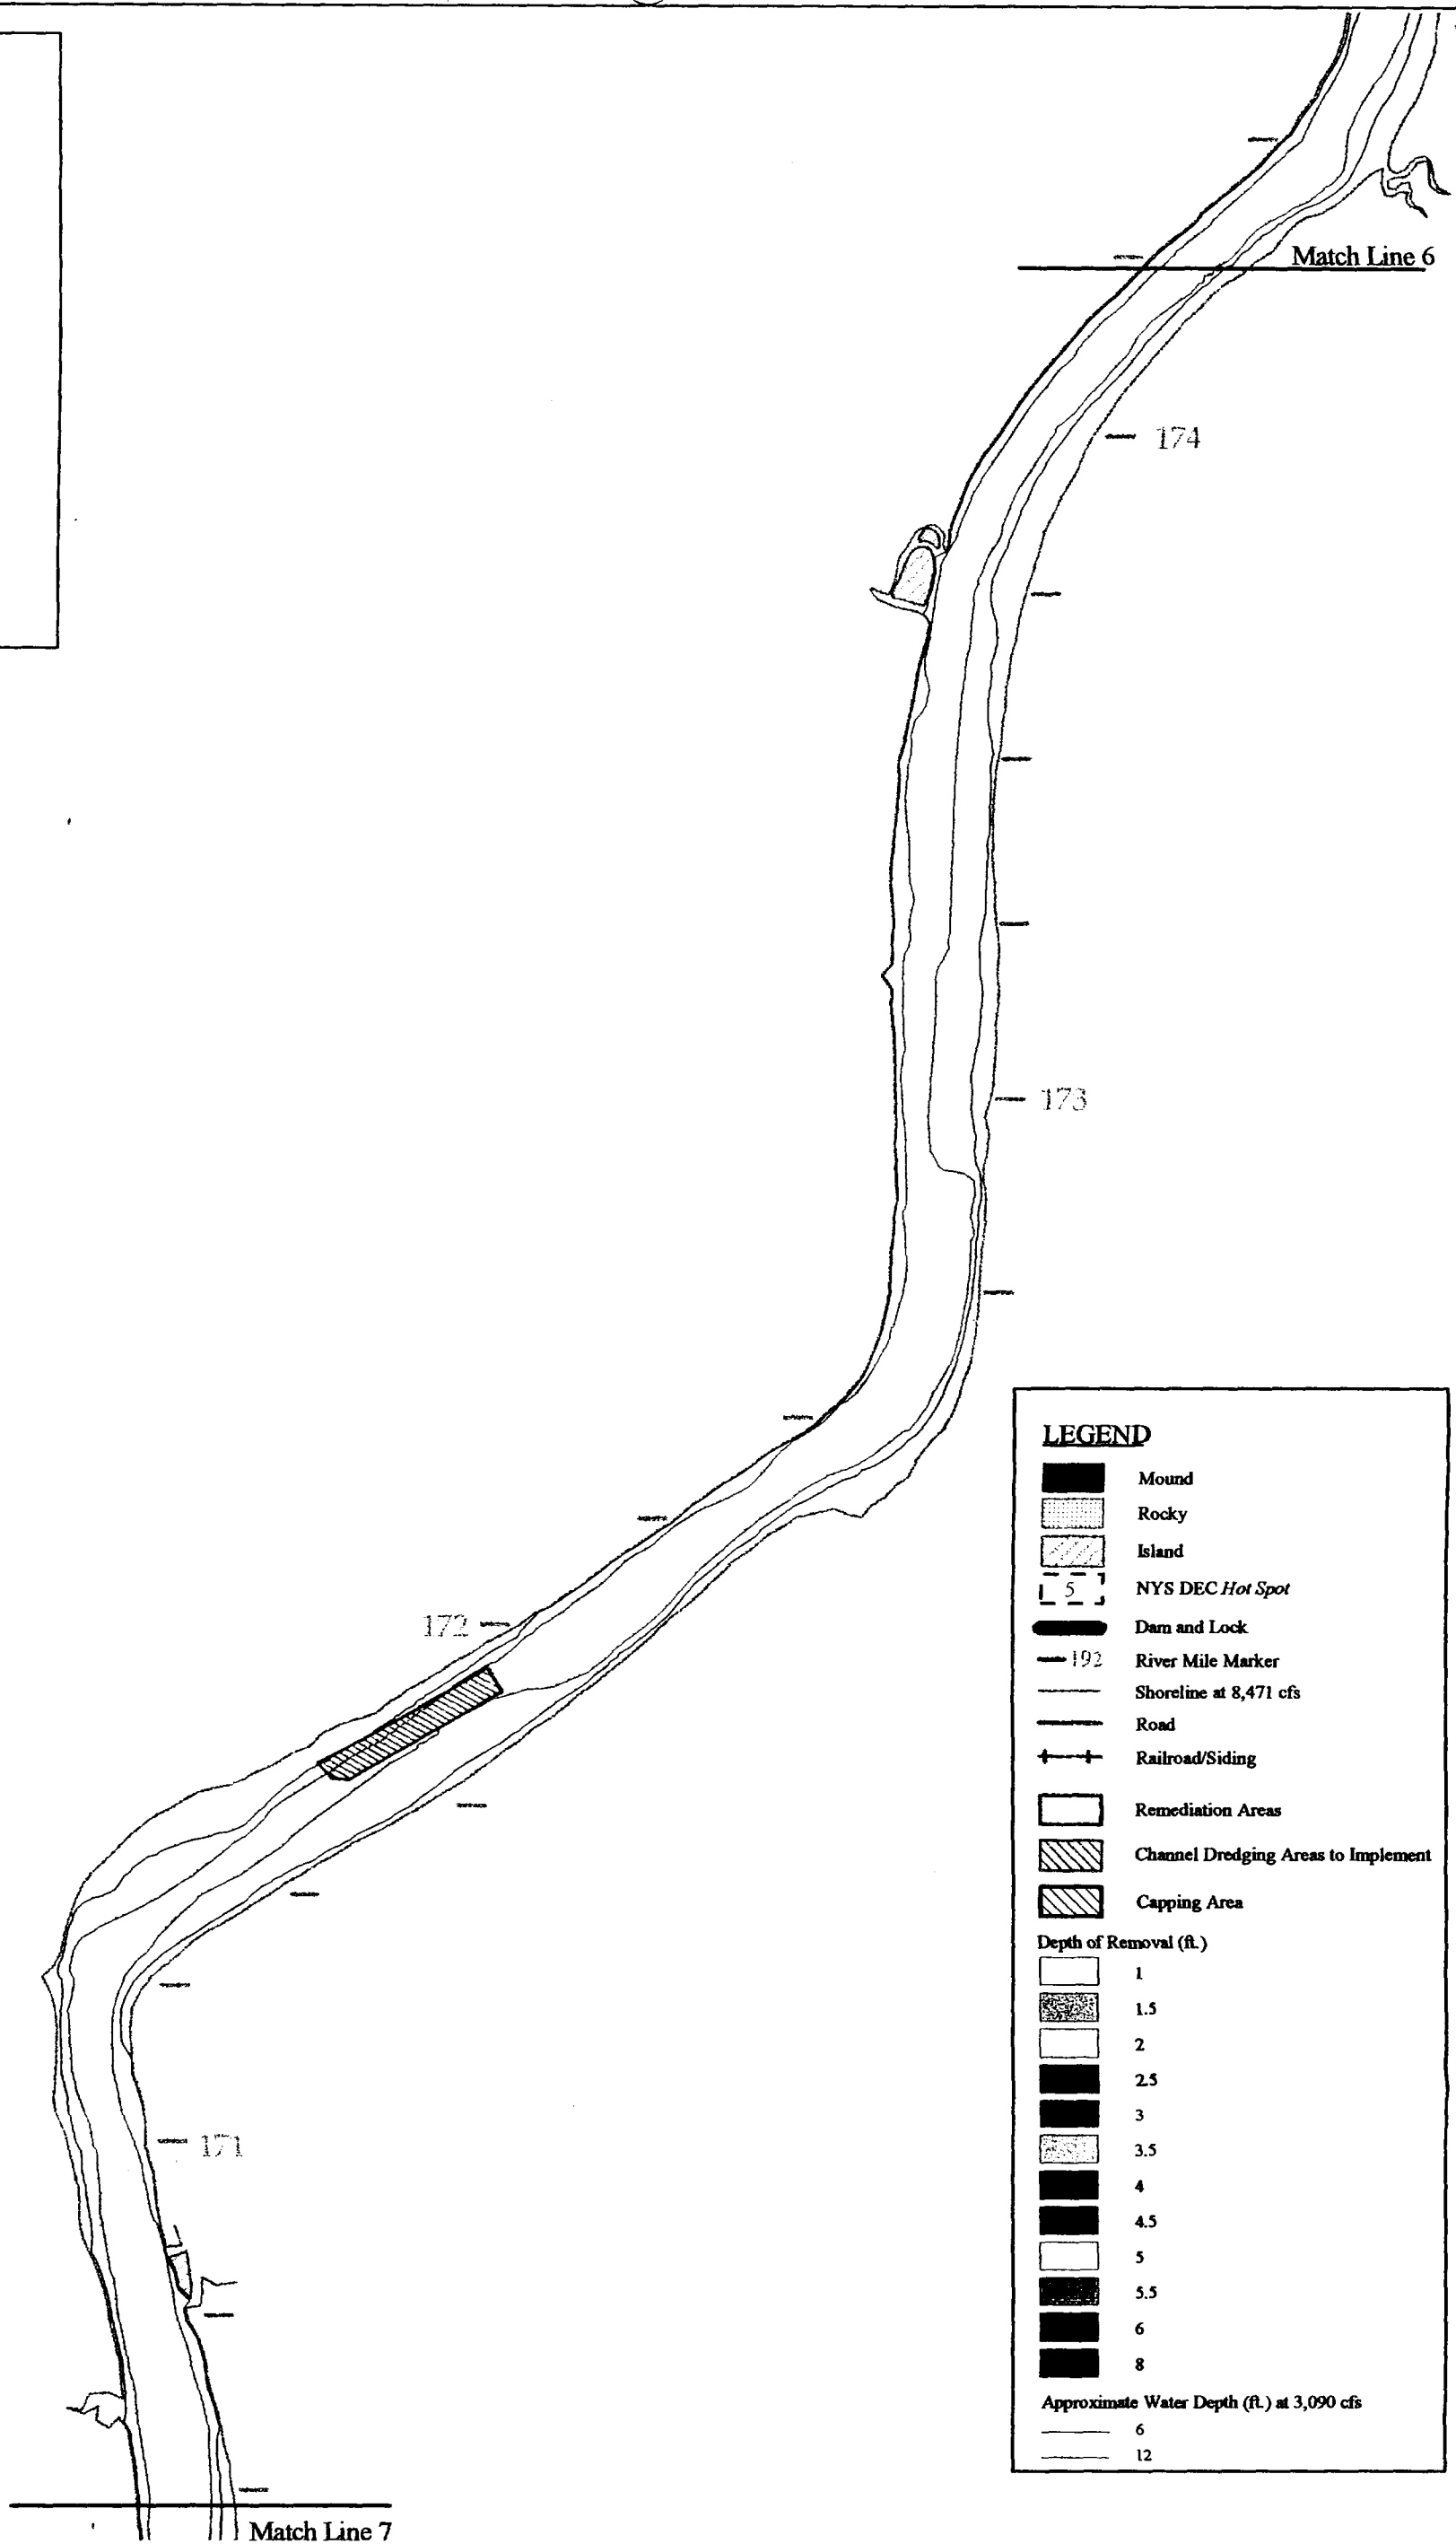 Match Line 6
174
173
172
171
Match Line 7
LEGEND
Mound
Rocky
Island
5 NYS DEC Hot Spot
Dam and Lock
192 River Mile Marker
Shoreline at 8,471 cfs
Road
Railroad/Siding
Remediation Areas
Channel Dredging Areas to Implement
Capping Area
Depth of Removal (ft.)
1
1.5
2
2.5
3
3.5
4
4.5
5
5.5
6
8
Approximate Water Depth (ft.) at 3,090 cfs
6
12